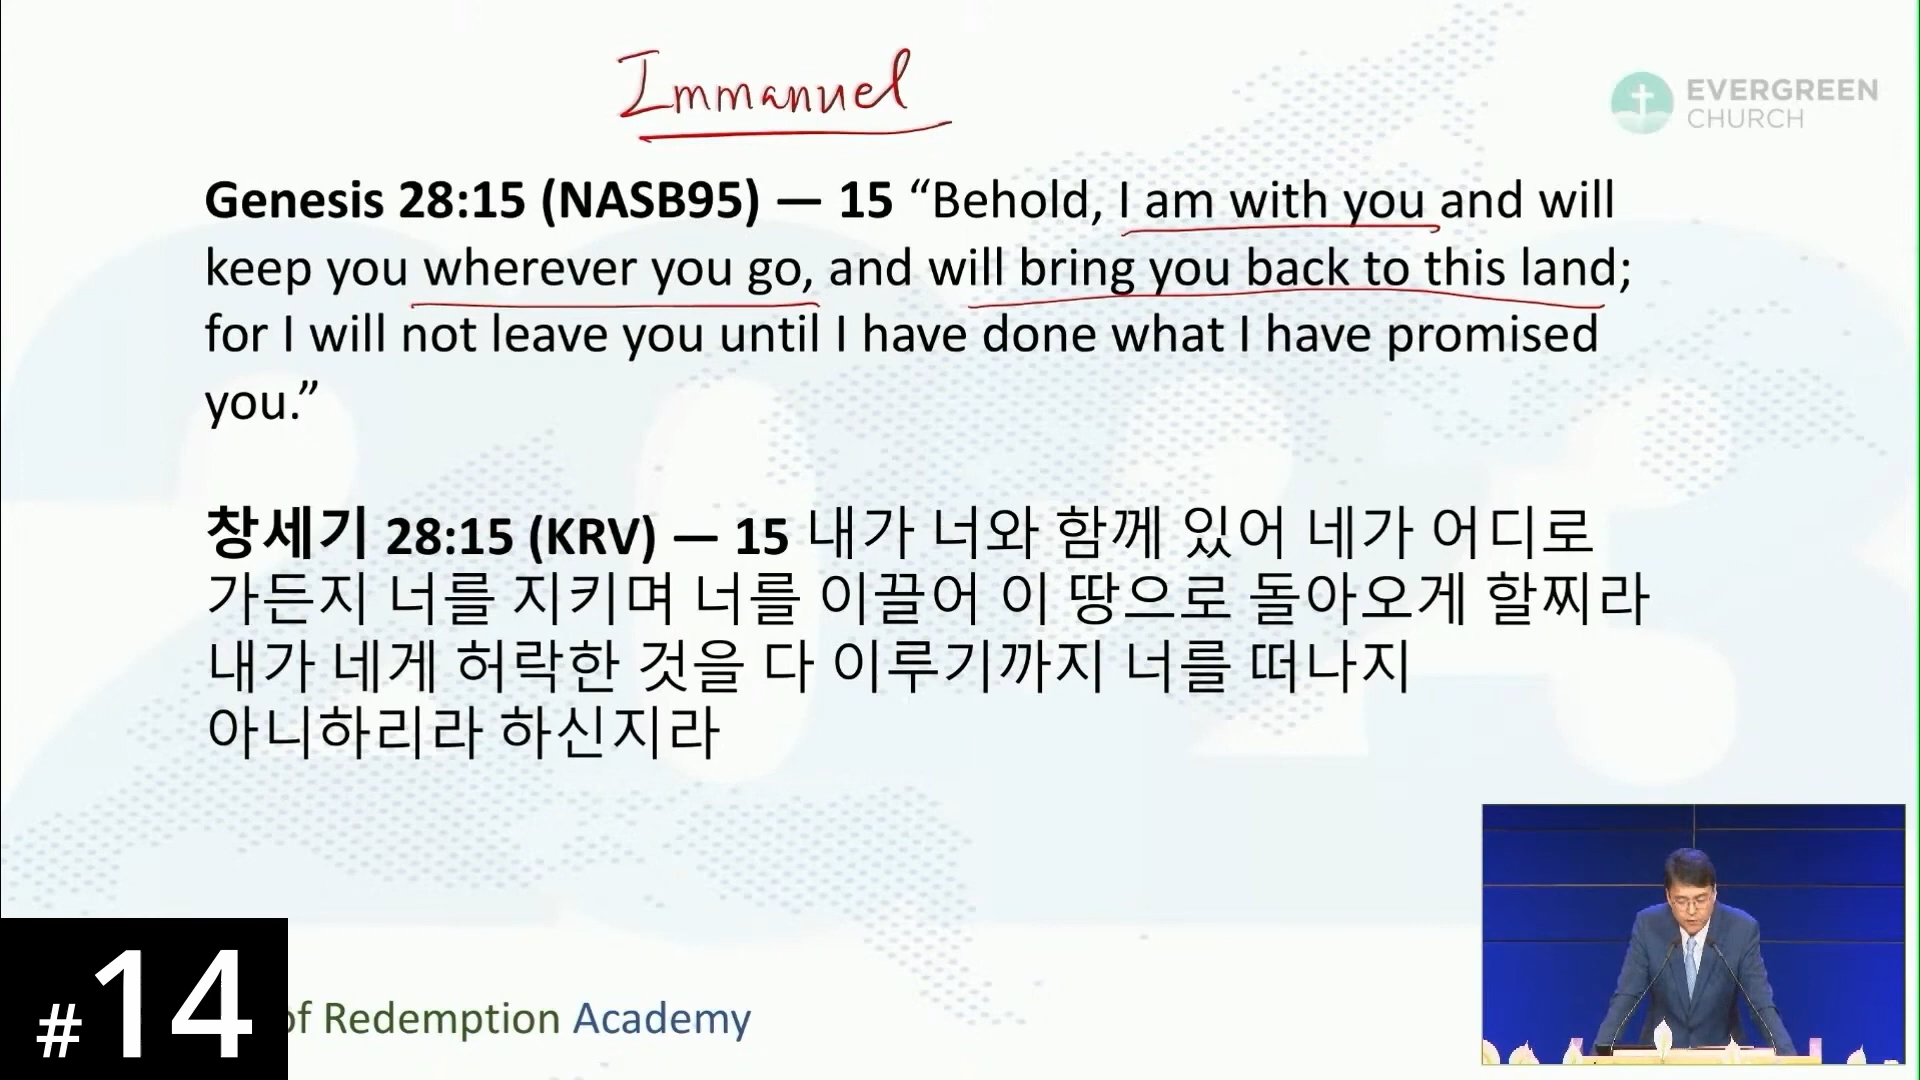 Immanuel
EVERGREEN
CHURCH
Genesis 28:15 (NASB95) — 15 “Behold, I am with you and will
keep you wherever you go, and will bring you back to this land;
for I will not leave you until I have done what I have promised
you.”
창세기 28:15 (KRV) — 15 내가 너와 함께 있어 네가 어디로
가든지 너를 지키며 너를 이끌어 이 땅으로 돌아오게 할찌라
내가 네게 허락한 것을 다 이루기까지 너를 떠나지
아니하리라 하신지라
#14
of Redemption Academy